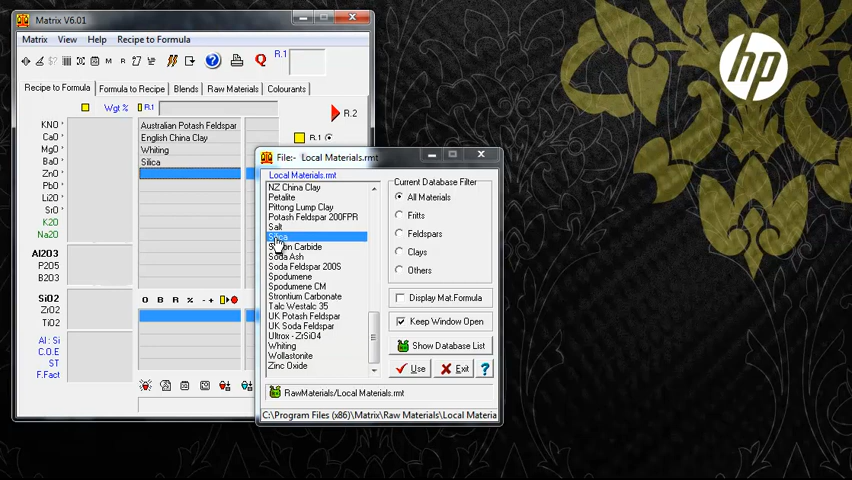 Matrix V6.01
Matrix View Help Recipe to Formula
M R 27 Q R.1
Recipe to Formula Formula to Recipe Blends Raw Materials Colourants
Wgt % R.1
R.2
R.1
KNO '
CaO '
MgO '
BaO '
ZnO '
PbO '
Li2O '
SrO '
K2O
Na2O
Al2O3
P2O5
B2O3
SiO2
ZrO2
TiO2
Al : Si
C.O.E
ST
F.Fact
Australian Potash Feldspar
English China Clay
Whiting
Silica
O B R % - +
File:- Local Materials.rmt
Local Materials.rmt
NZ China Clay
Petalite
Pittong Lump Clay
Potash Feldspar 200FPR
Salt
Silica
Silicon Carbide
Soda Ash
Soda Feldspar 200S
Spodumene
Spodumene CM
Strontium Carbonate
Talc Westalc 35
UK Potash Feldspar
UK Soda Feldspar
Ultrox - ZrSiO4
Whiting
Wollastonite
Zinc Oxide
Current Database Filter
All Materials
Fritts
Feldspars
Clays
Others
Display Mat.Formula
Keep Window Open
Show Database List
Use Exit ?
RawMaterials/Local Materials.rmt
C:\Program Files (x86)\Matrix\Raw Materials\Local Materia
hp